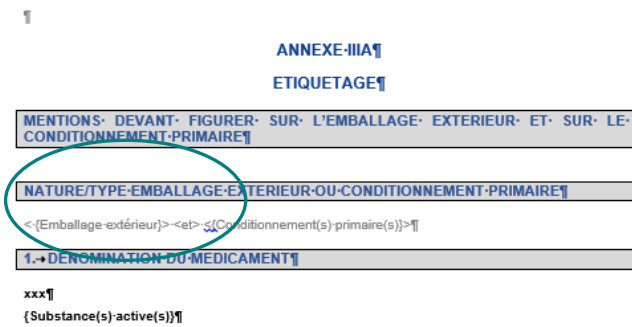 ¶
ANNEXE·IIIA¶
ETIQUETAGE¶
MENTIONS· DEVANT· FIGURER· SUR· L’EMBALLAGE· EXTERIEUR· ET· SUR· LE·
CONDITIONNEMENT·PRIMAIRE¶
NATURE/TYPE·EMBALLAGE·EXTERIEUR·OU·CONDITIONNEMENT·PRIMAIRE¶
<·{Emballage·extérieur}>·<et>·<{Conditionnement(s)·primaire(s)}>¶
1.→DENOMINATION·DU·MEDICAMENT¶
xxx¶
{Substance(s)·active(s)}¶